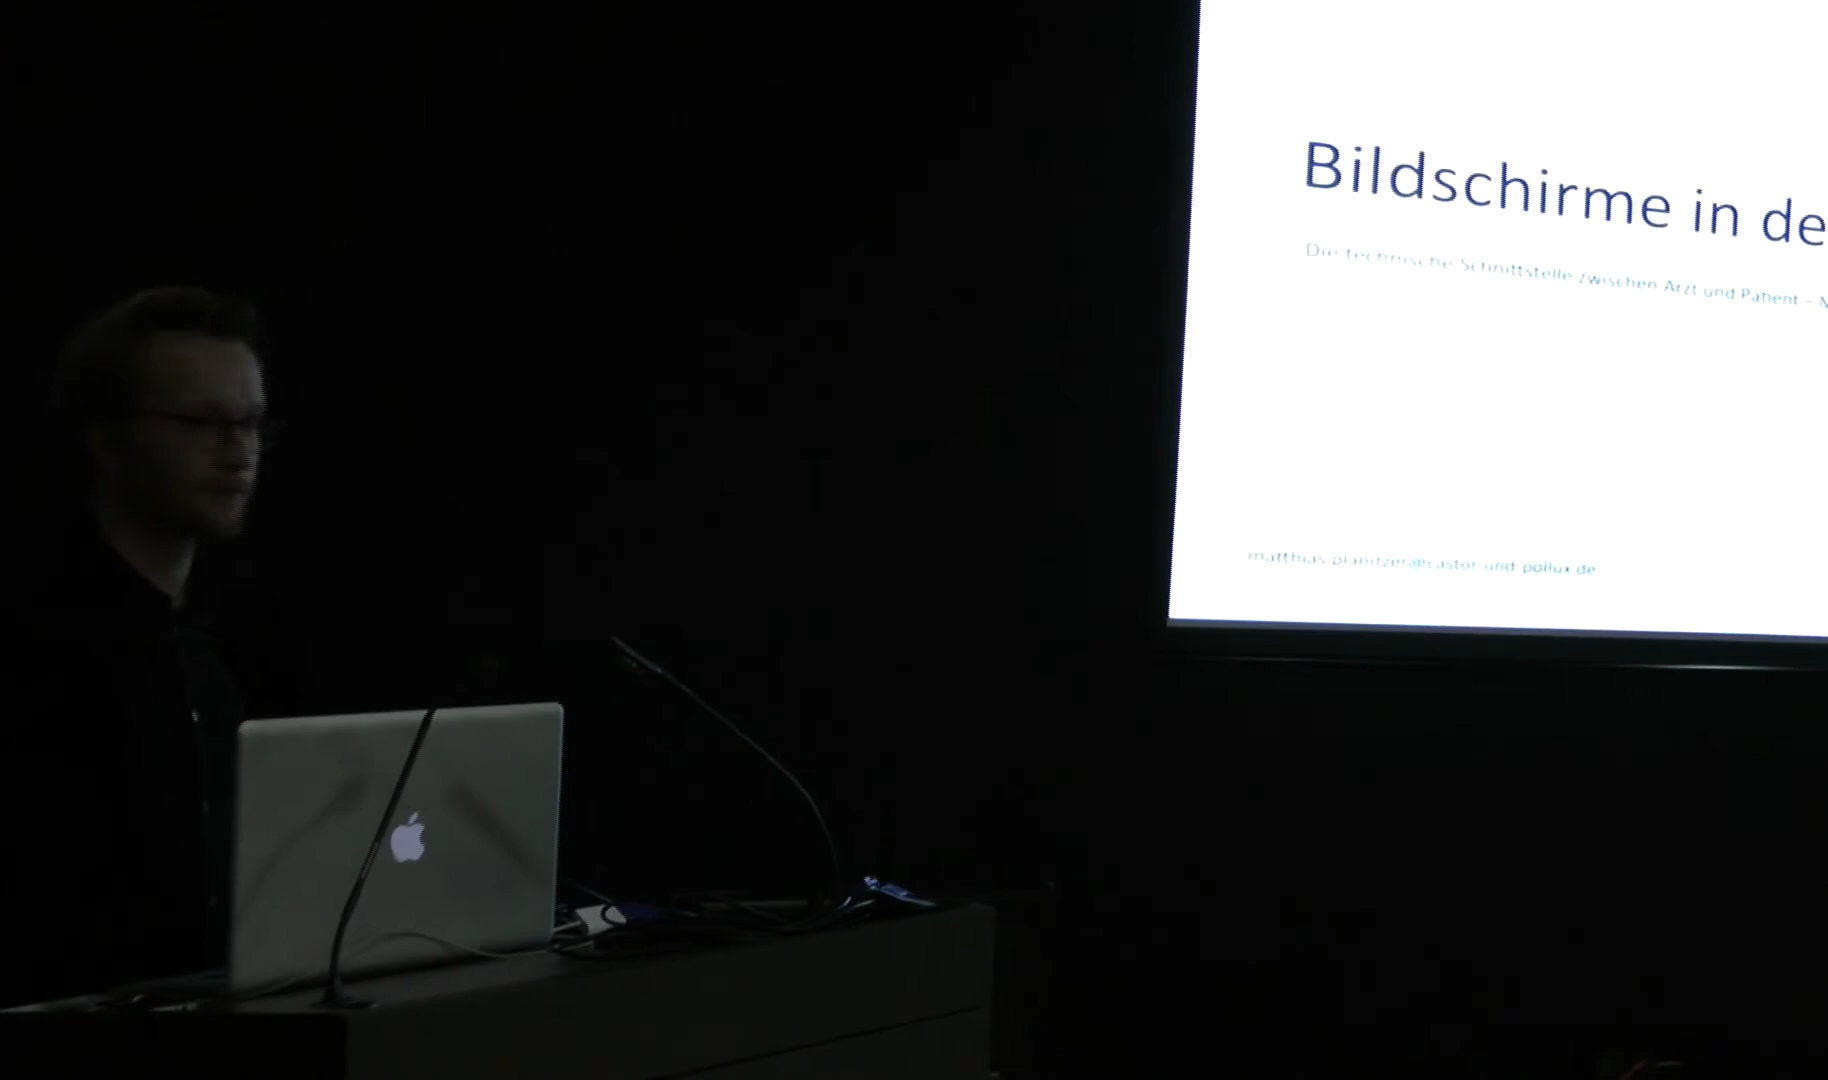 Bildschirme in de
Die technische Schnittstelle zwischen Arzt und Patient –
matthias.planitzer@castor-und-pollux.de